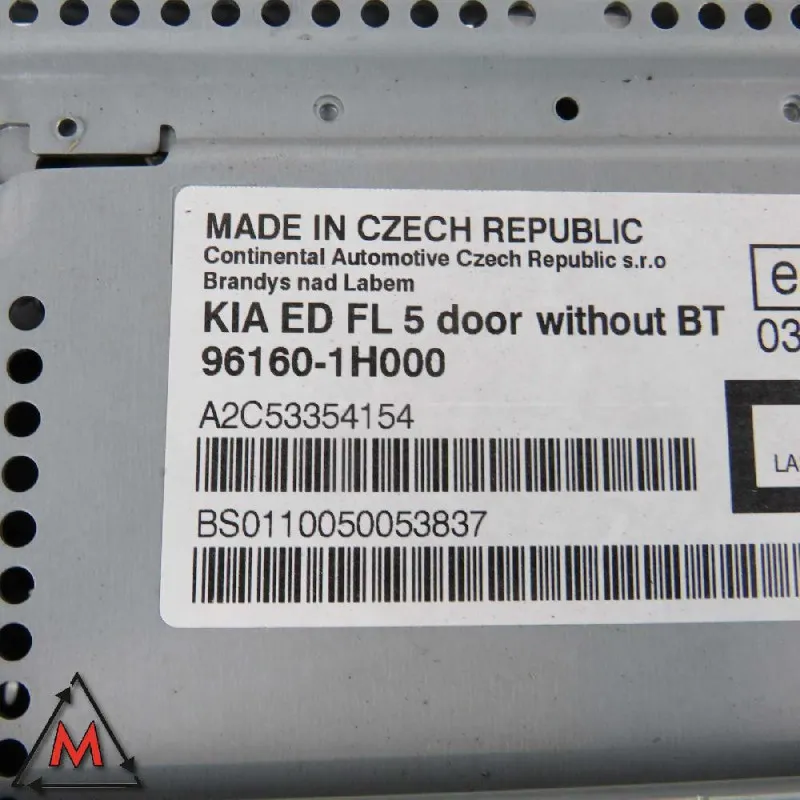 MADE IN CZECH REPUBLIC
Continental Automotive Czech Republic s.r.o
Brandys nad Labem
KIA ED FL 5 door without BT
96160-1H000
A2C53354154
BS0110050053837
e
03
LA
M